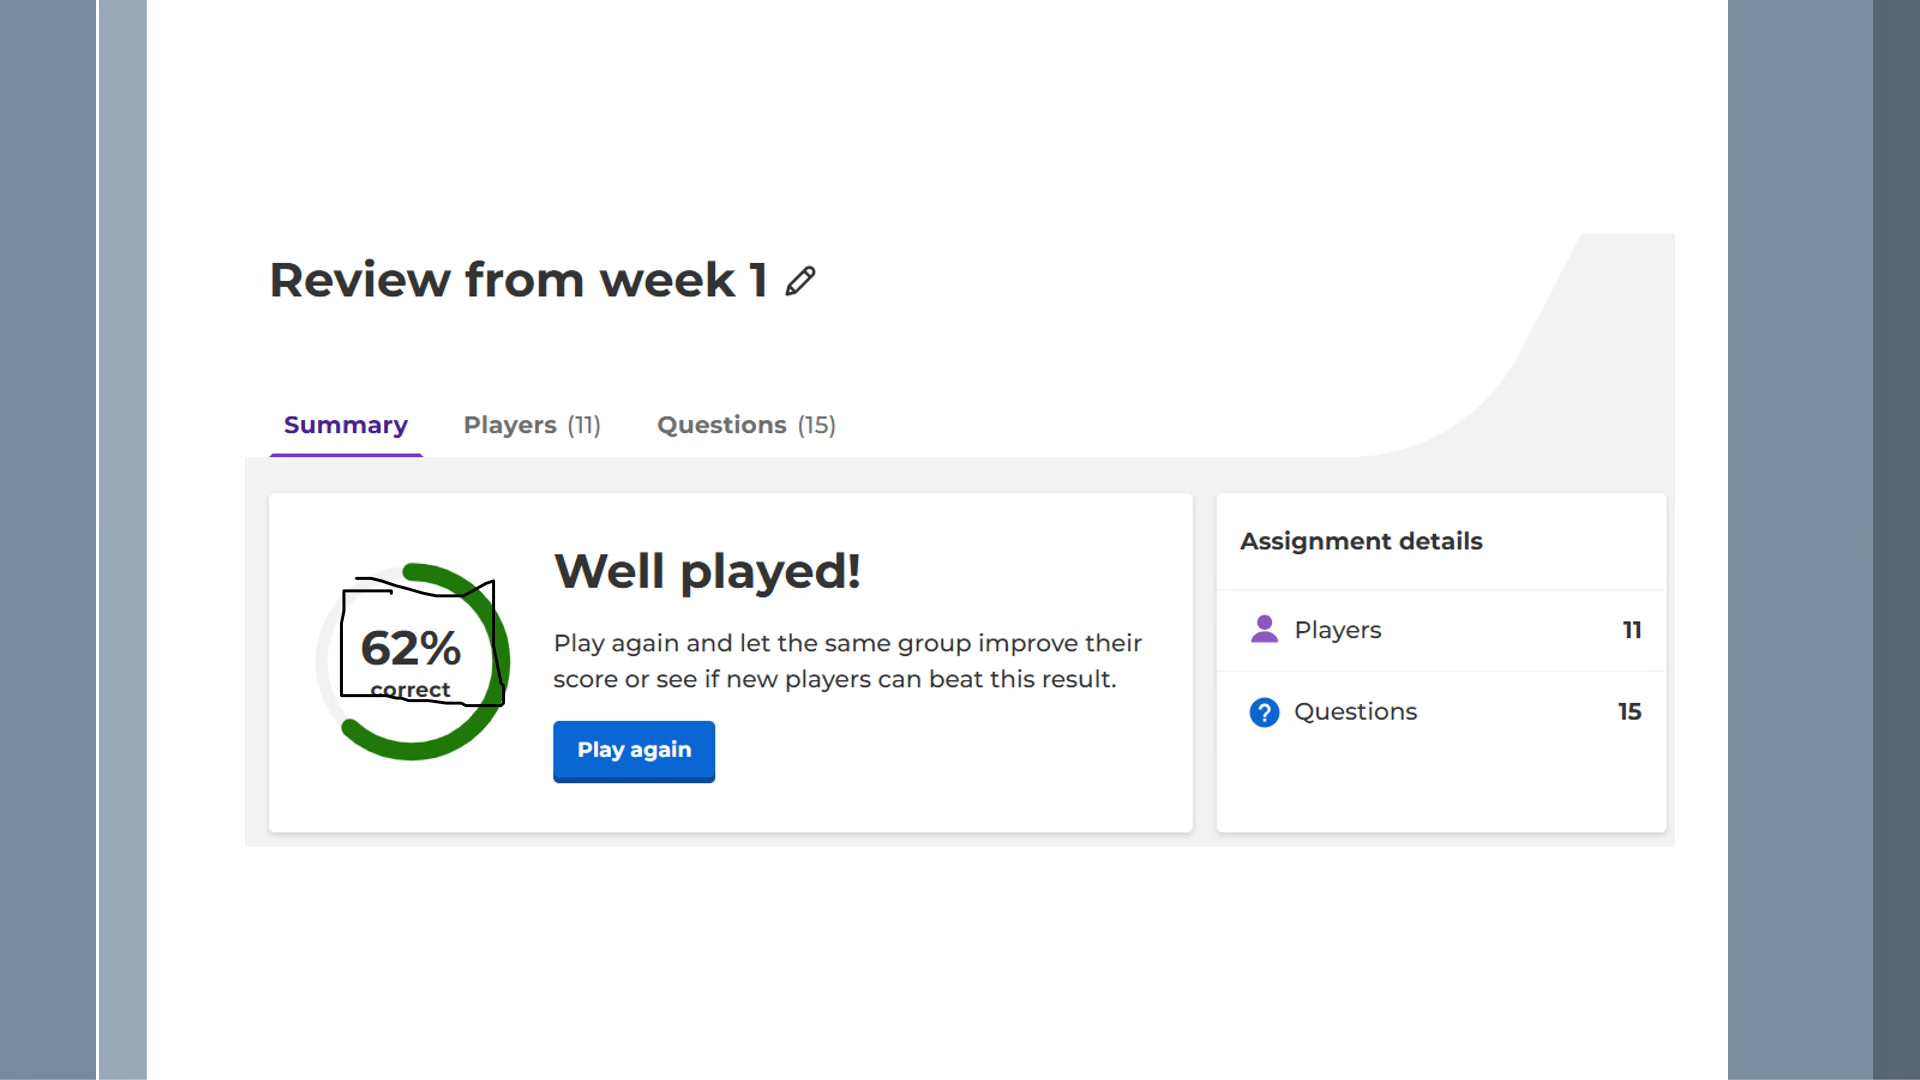 Review from week 1
Summary
Players (11)
Questions (15)
62%
correct
Well played!
Play again and let the same group improve their
score or see if new players can beat this result.
Play again
Assignment details
Players 11
? Questions 15